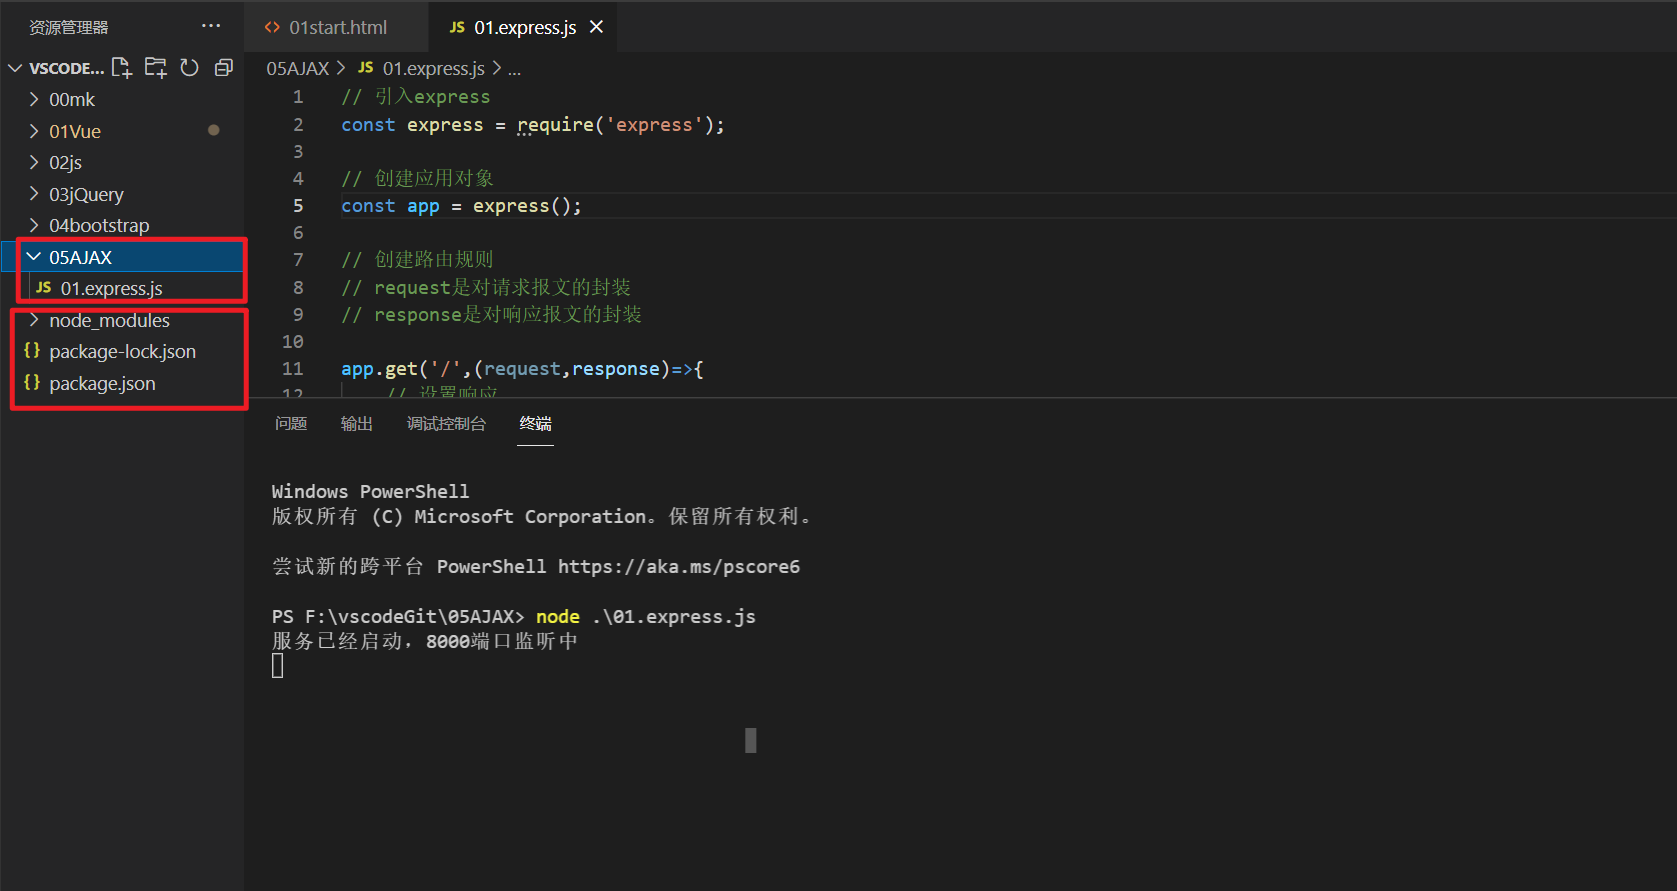 资源管理器 ···
01start.html
JS 01.express.js
VSCODE...
00mk
01Vue
02js
03jQuery
04bootstrap
05AJAX
JS 01.express.js
node_modules
{} package-lock.json
{} package.json
05AJAX > JS 01.express.js > ...
1 // 引入express
2 const express = require('express');
3
4 // 创建应用对象
5 const app = express();
6
7 // 创建路由规则
8 // request是对请求报文的封装
9 // response是对响应报文的封装
10
11 app.get('/',(request,response)=>{
12 // 设置响应
问题 输出 调试控制台 终端
Windows PowerShell
版权所有 (C) Microsoft Corporation。保留所有权利。
尝试新的跨平台 PowerShell https://aka.ms/pscore6
PS F:\vscodeGit\05AJAX> node .\01.express.js
服务已经启动，8000端口监听中